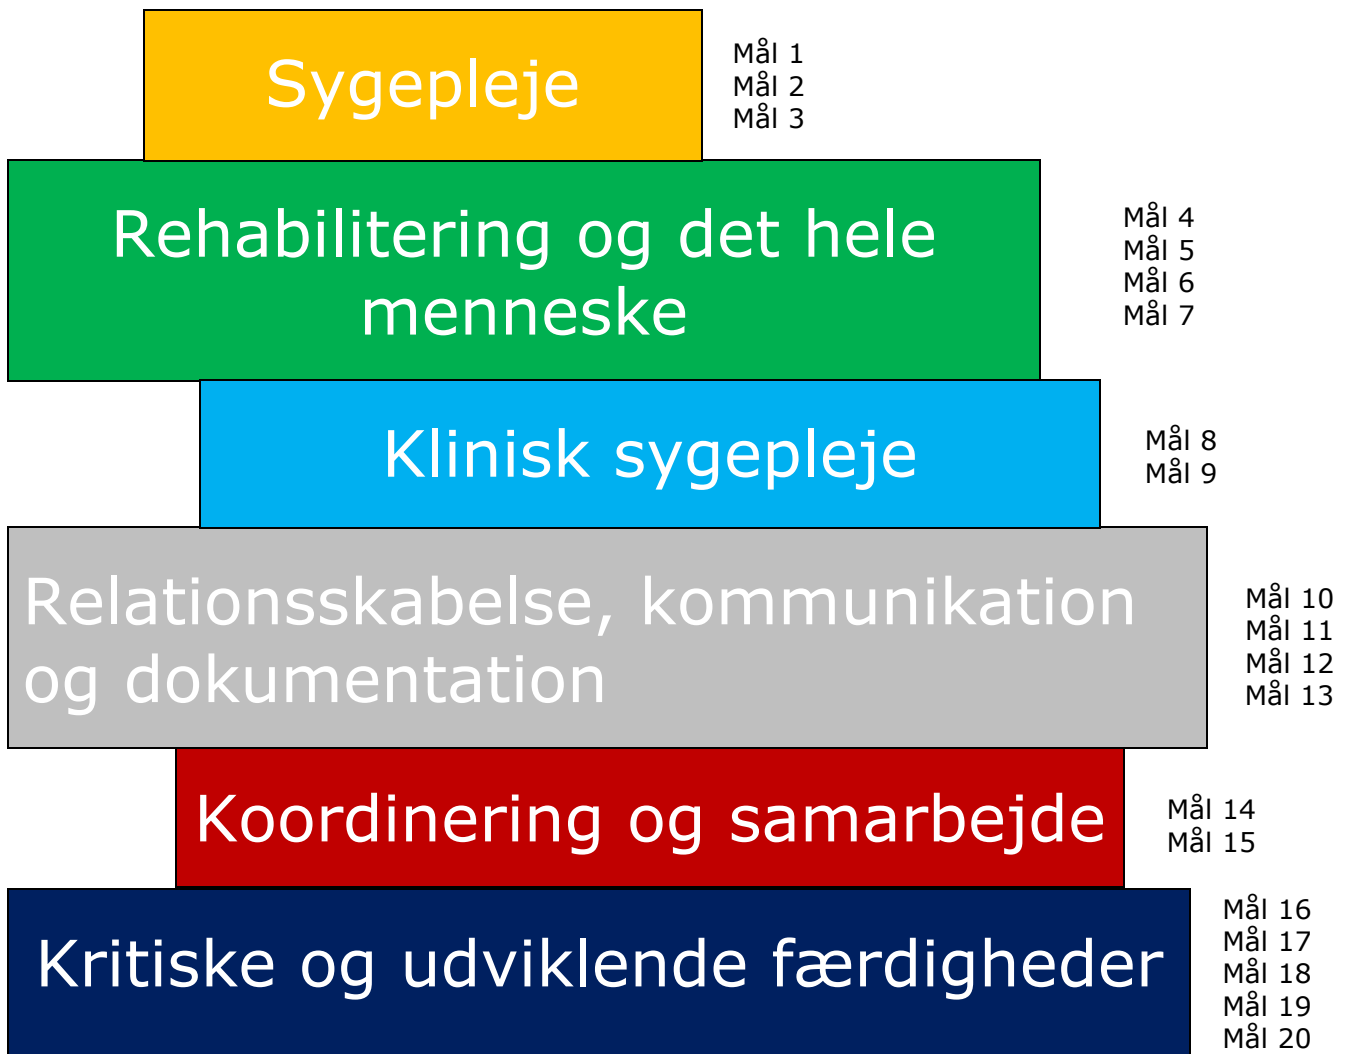 Sygepleje
Mål 1
Mål 2
Mål 3
Rehabilitering og det hele
menneske
Mål 4
Mål 5
Mål 6
Mål 7
Klinisk sygepleje
Mål 8
Mål 9
Relationsskabelse, kommunikation
og dokumentation
Mål 10
Mål 11
Mål 12
Mål 13
Koordinering og samarbejde
Mål 14
Mål 15
Kritiske og udviklende færdigheder
Mål 16
Mål 17
Mål 18
Mål 19
Mål 20